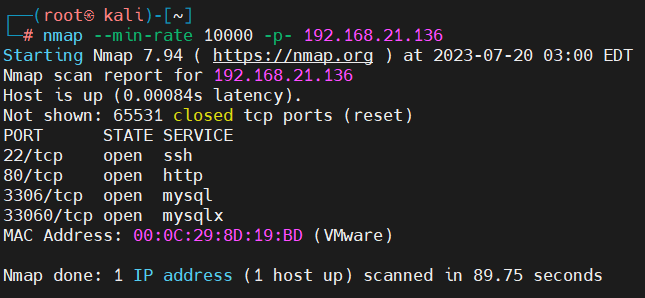 ┌──(root㉿ kali)-[~]
└─# nmap --min-rate 10000 -p- 192.168.21.136
Starting Nmap 7.94 ( https://nmap.org ) at 2023-07-20 03:00 EDT
Nmap scan report for 192.168.21.136
Host is up (0.00084s latency).
Not shown: 65531 closed tcp ports (reset)
PORT      STATE SERVICE
22/tcp    open  ssh
80/tcp    open  http
3306/tcp  open  mysql
33060/tcp open  mysqlx
MAC Address: 00:0C:29:8D:19:BD (VMware)
Nmap done: 1 IP address (1 host up) scanned in 89.75 seconds